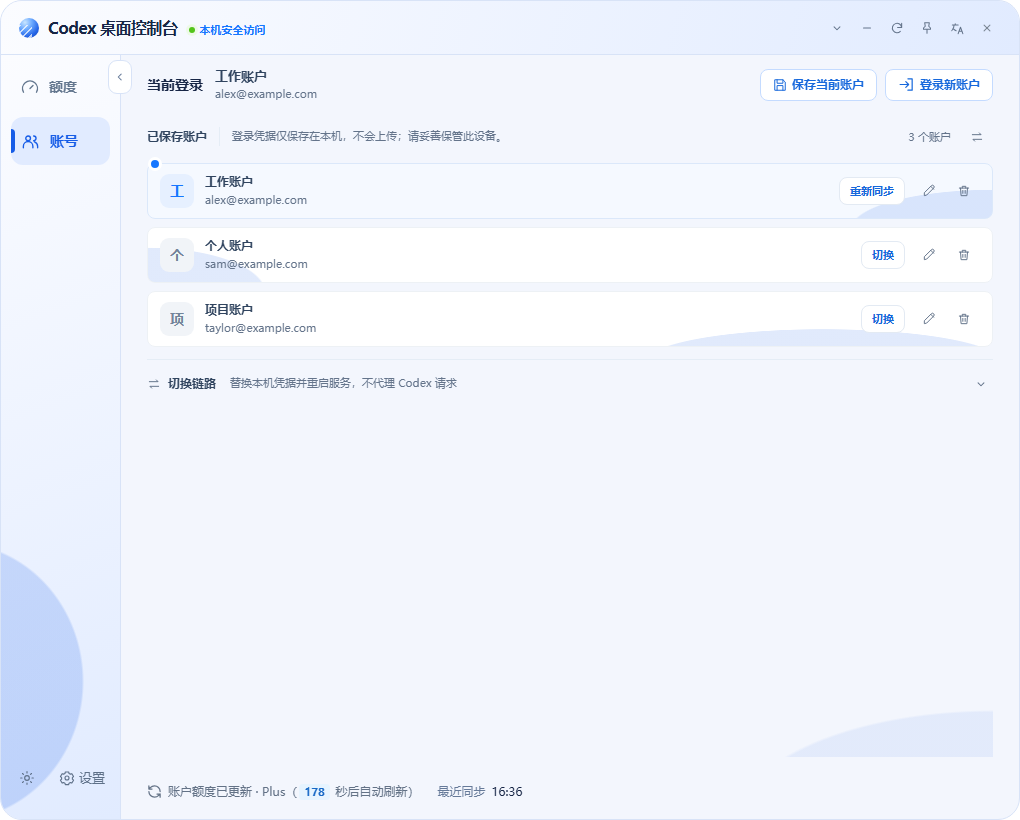 Codex 桌面控制台 本机安全访问
额度
账号
当前登录
工作账户
alex@example.com
保存当前账户
登录新账户
已保存账户
登录凭据仅保存在本机，不会上传；请妥善保管此设备。
3 个账户
工
工作账户
alex@example.com
重新同步
个
个人账户
sam@example.com
切换
项
项目账户
taylor@example.com
切换
切换链路
替换本机凭据并重启服务，不代理 Codex 请求
设置
账户额度已更新 · Plus （ 178 秒后自动刷新） 最近同步 16:36